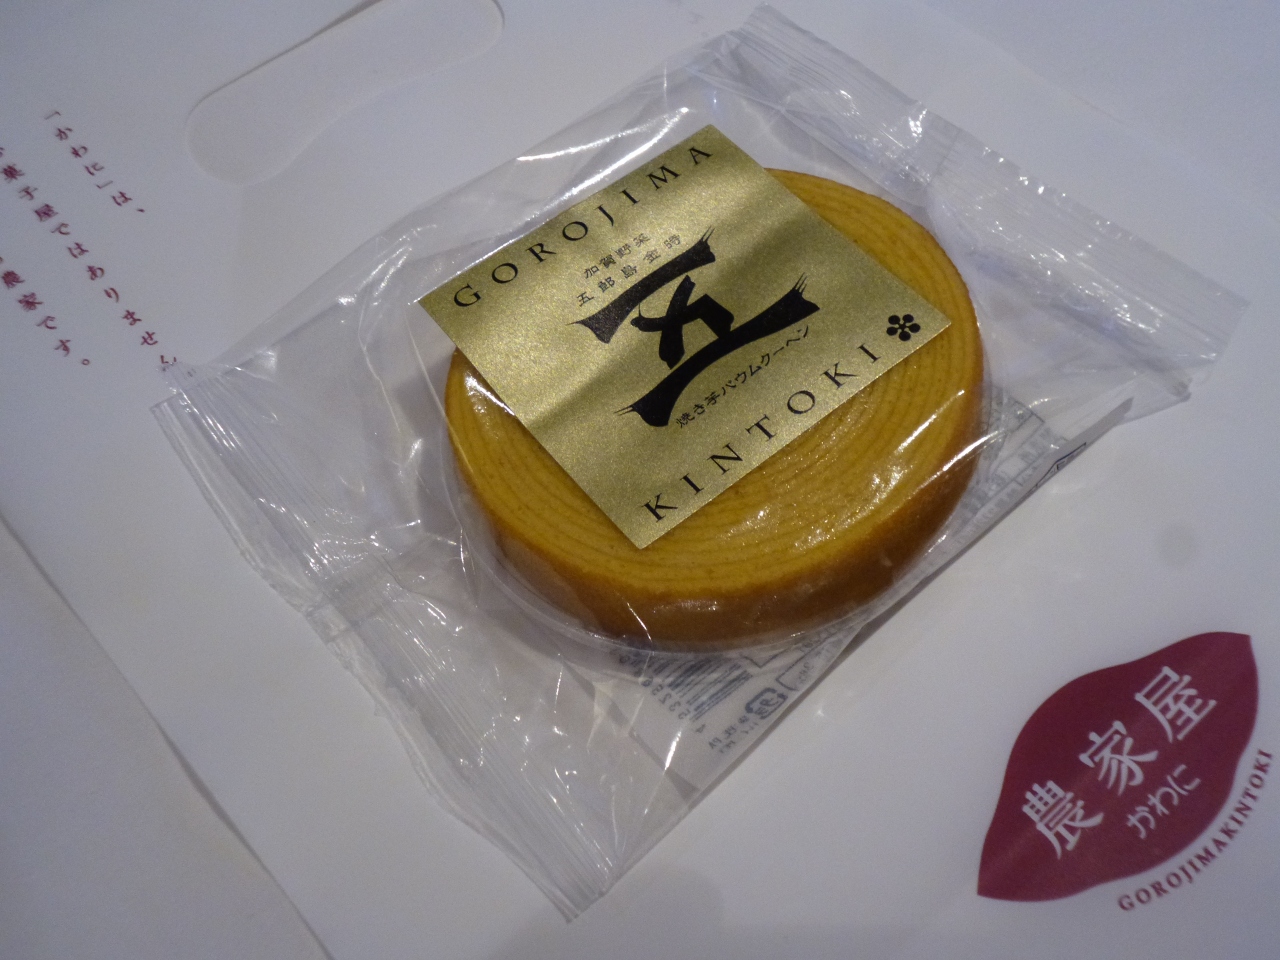 「かわに」は、
菓子屋ではありません
農家です。
GOROJIMA
加賀野菜
五郎島金時
五
焼き芋バウムクーヘン
KINTOKI
農家屋
かわに
GOROJIMAKINTOKI